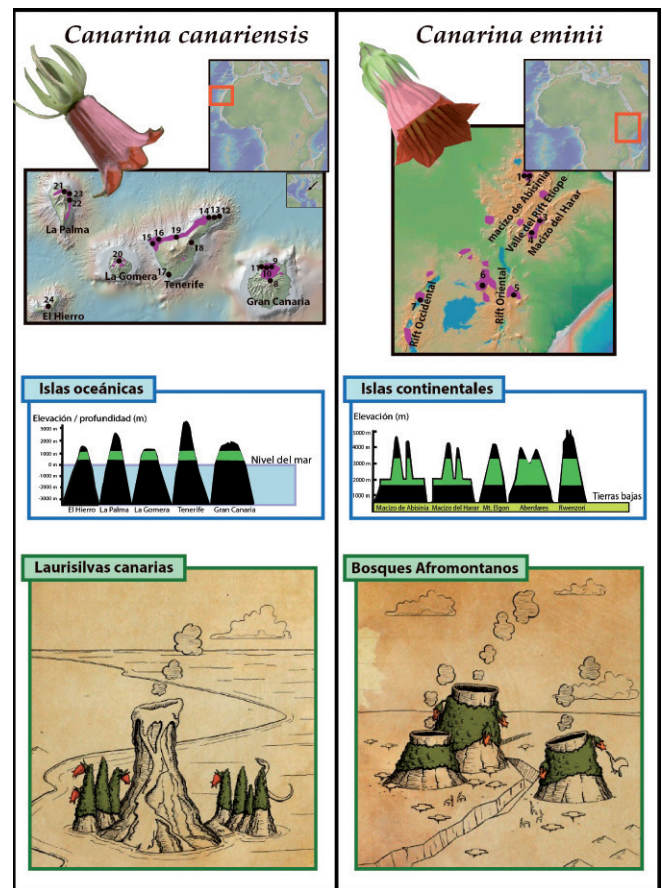 Canarina canariensis
21
23
22
La Palma
14
13
12
15
16
19
18
17
Tenerife
20
La Gomera
11
9
10
8
Gran Canaria
24
El Hierro
Islas oceánicas
Elevación / profundidad (m)
3000 m
2000 m
1000 m
0 m
-1000 m
-2000 m
-3000 m
Nivel del mar
El Hierro
La Palma
La Gomera
Tenerife
Gran Canaria
Laurisilvas canarias
Canarina eminii
1
macizo de Abisinia
Valle del Rift Etíope
Macizo del Harar
6
5
Rift Occidental
Rift Oriental
Islas continentales
Elevación (m)
5000 m
4000 m
3000 m
2000 m
1000 m
Tierras bajas
Macizo de Abisinia
Macizo del Harar
Mt. Elgon
Aberdares
Rwenzori
Bosques Afromontanos